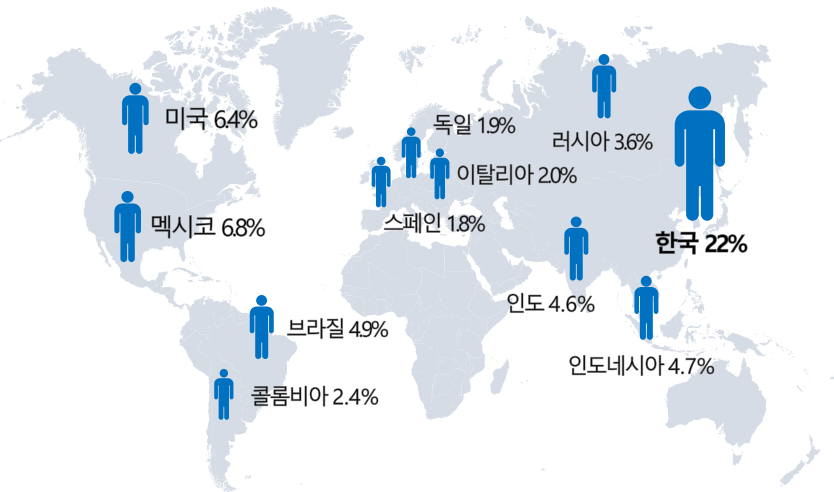 미국 6.4%
독일 1.9%
러시아 3.6%
이탈리아 2.0%
멕시코 6.8%
스페인 1.8%
한국 22%
인도 4.6%
브라질 4.9%
인도네시아 4.7%
콜롬비아 2.4%